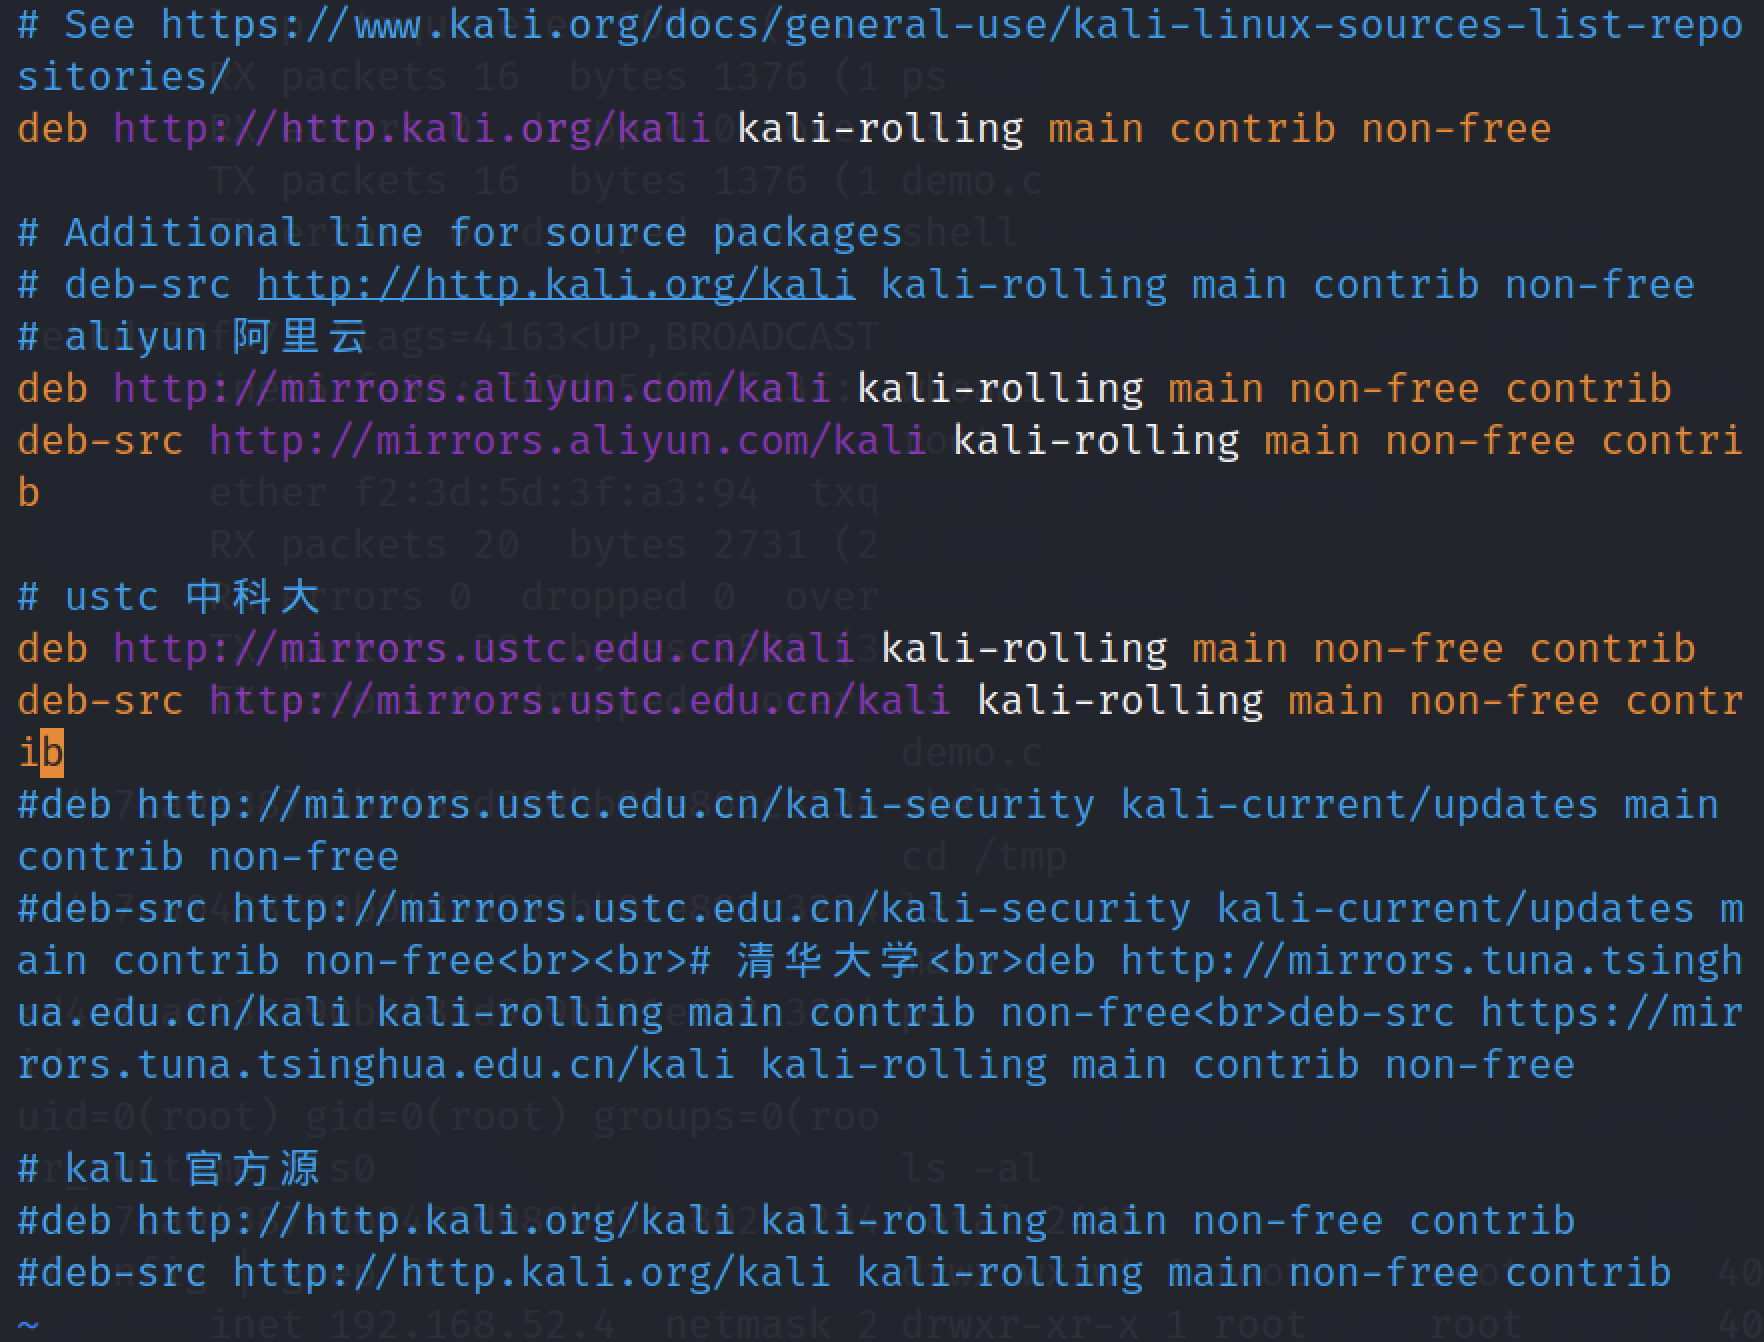 # See https://www.kali.org/docs/general-use/kali-linux-sources-list-repo
sitories/
deb http://http.kali.org/kali kali-rolling main contrib non-free
# Additional line for source packages
# deb-src http://http.kali.org/kali kali-rolling main contrib non-free
# aliyun 阿里云
deb http://mirrors.aliyun.com/kali kali-rolling main non-free contrib
deb-src http://mirrors.aliyun.com/kali kali-rolling main non-free contri
b
# ustc 中科大
deb http://mirrors.ustc.edu.cn/kali kali-rolling main non-free contrib
deb-src http://mirrors.ustc.edu.cn/kali kali-rolling main non-free contr
ib
#deb http://mirrors.ustc.edu.cn/kali-security kali-current/updates main
contrib non-free
#deb-src http://mirrors.ustc.edu.cn/kali-security kali-current/updates m
ain contrib non-free<br><br># 清华大学<br>deb http://mirrors.tuna.tsingh
ua.edu.cn/kali kali-rolling main contrib non-free<br>deb-src https://mir
rors.tuna.tsinghua.edu.cn/kali kali-rolling main contrib non-free
# kali 官方源
#deb http://http.kali.org/kali kali-rolling main non-free contrib
#deb-src http://http.kali.org/kali kali-rolling main non-free contrib
~